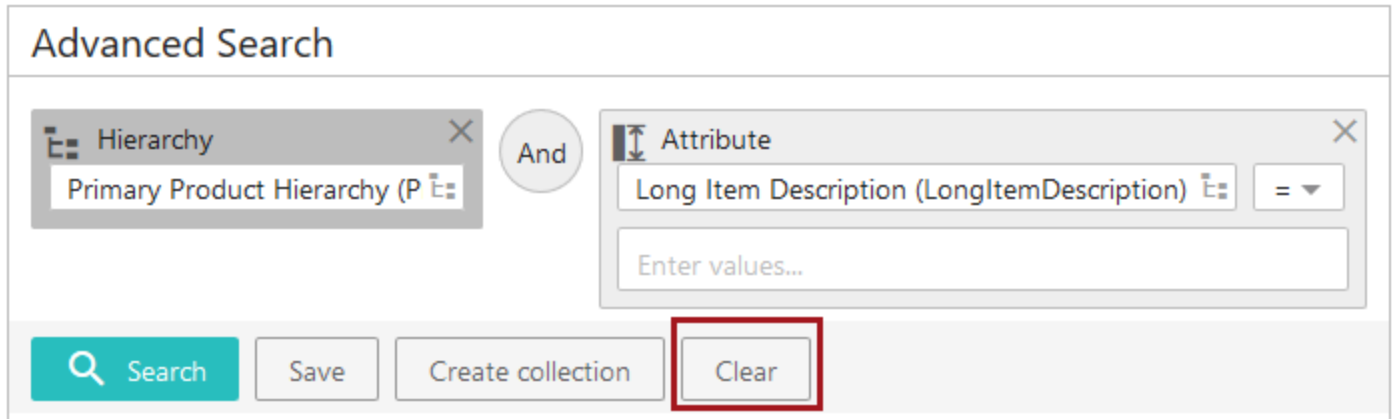 Advanced Search
Hierarchy
Primary Product Hierarchy (P
And
Attribute
Long Item Description (LongItemDescription)
=
Enter values...
Search
Save
Create collection
Clear